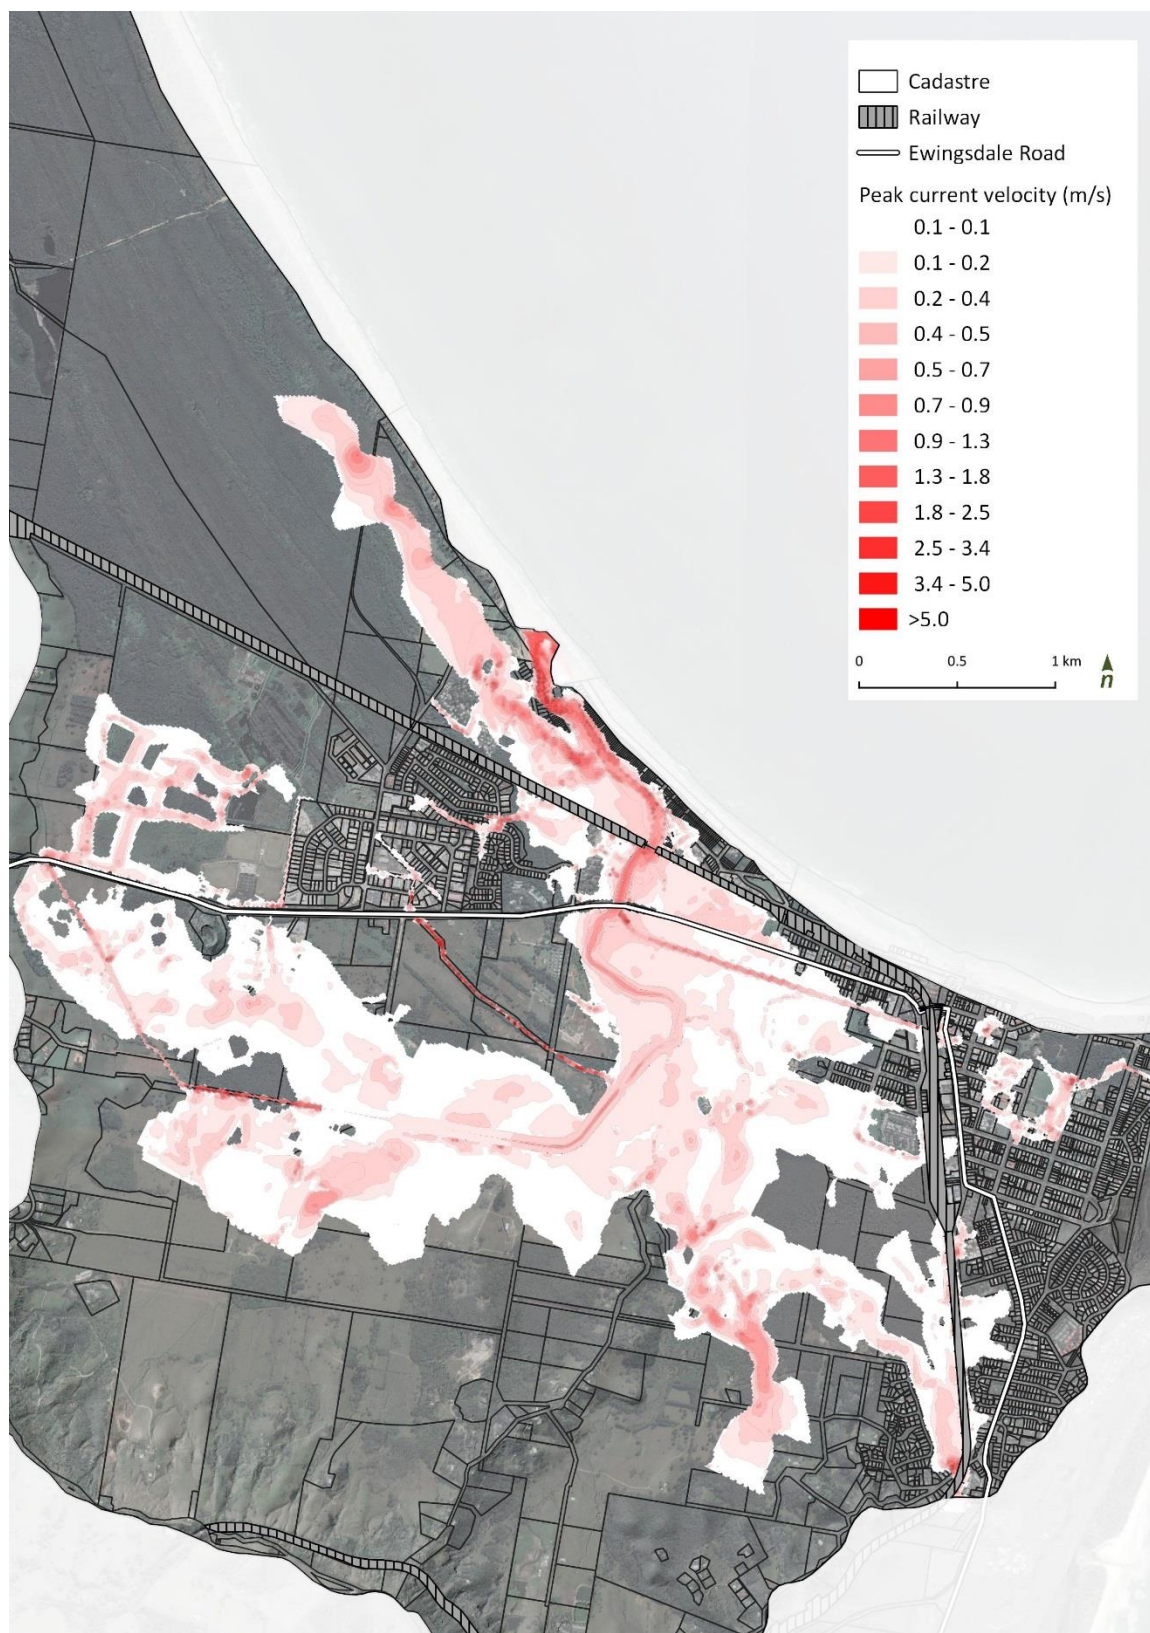 Cadastre
Railway
Ewingsdale Road
Peak current velocity (m/s)
0.1 - 0.1
0.1 - 0.2
0.2 - 0.4
0.4 - 0.5
0.5 - 0.7
0.7 - 0.9
0.9 - 1.3
1.3 - 1.8
1.8 - 2.5
2.5 - 3.4
3.4 - 5.0
>5.0
0 0.5 1 km n